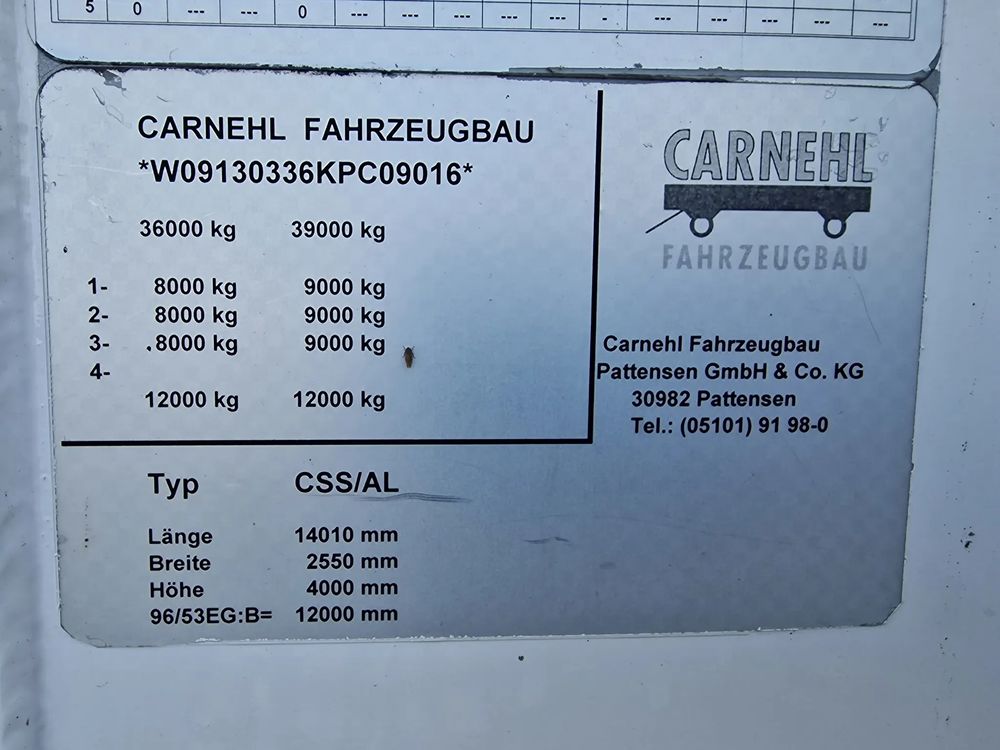 5 0 --- --- 0 --- --- --- --- --- - --- --- --- ---
CARNEHL FAHRZEUGBAU
*W09130336KPC09016*
36000 kg 39000 kg
1- 8000 kg 9000 kg
2- 8000 kg 9000 kg
3- 8000 kg 9000 kg
4-
12000 kg 12000 kg
CARNEHL
FAHRZEUGBAU
Carnehl Fahrzeugbau
Pattensen GmbH & Co. KG
30982 Pattensen
Tel.: (05101) 91 98-0
Typ CSS/AL
Länge 14010 mm
Breite 2550 mm
Höhe 4000 mm
96/53EG:B= 12000 mm